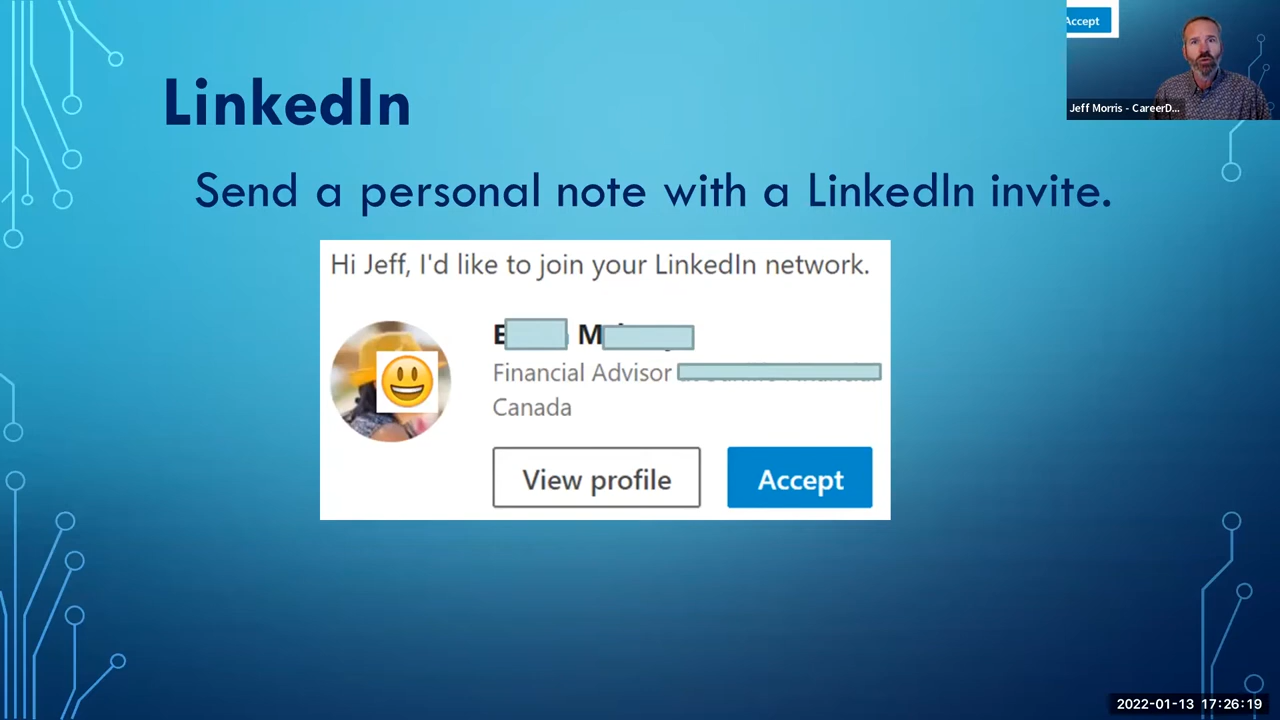 LinkedIn
Send a personal note with a LinkedIn invite.
Hi Jeff, I'd like to join your LinkedIn network.
E M
Financial Advisor
Canada
View profile
Accept
Accept
Jeff Morris - CareerD...
2022-01-13 17:26:19